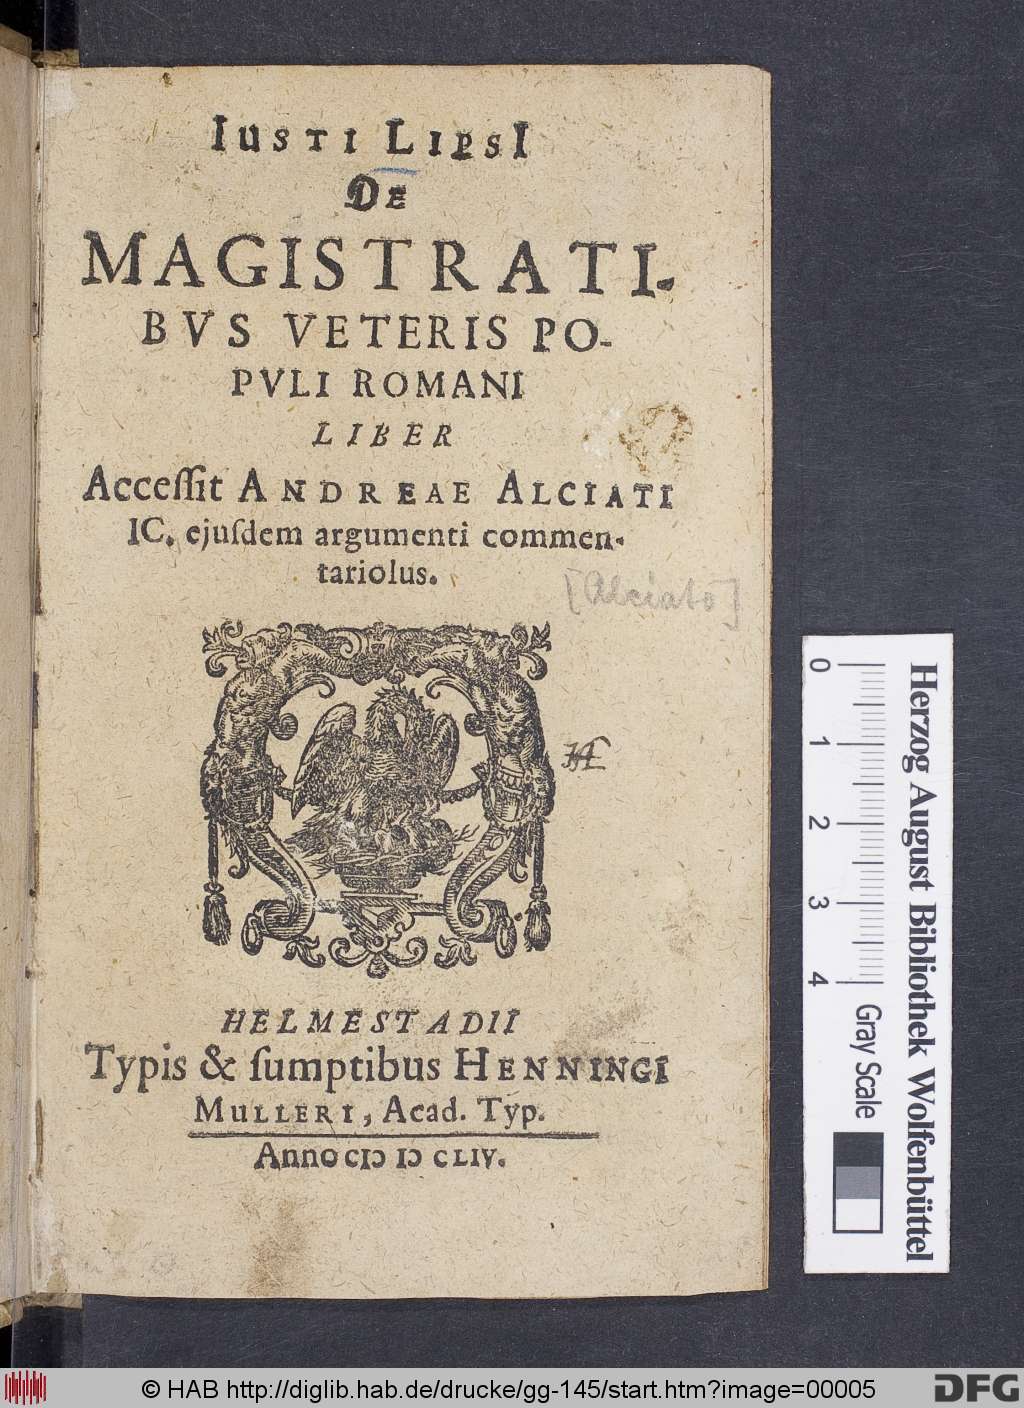 IUSTI LIPSI
DE
MAGISTRATI-
BVS VETERIS PO-
PVLI ROMANI
LIBER
Accessit ANDREAE ALCIATI
IC. ejusdem argumenti commen-
tariolus.
[Alciato]
HELMESTADII
Typis & sumptibus HENNINGI
MULLERI, Acad. Typ.
Anno CIↃ IↃ CLIV.
0 1 2 3 4
Gray Scale
Herzog August Bibliothek Wolfenbüttel
© HAB http://diglib.hab.de/drucke/gg-145/start.htm?image=00005
DFG